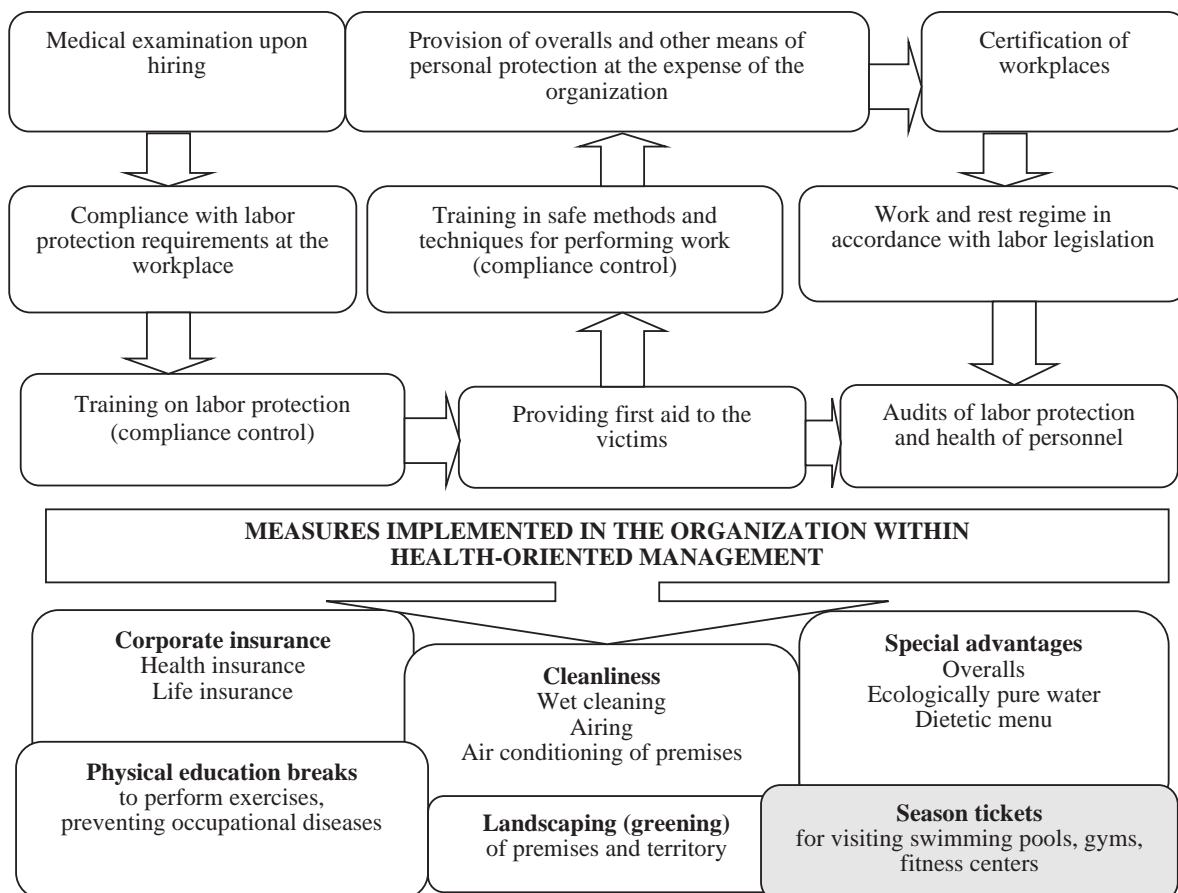 Medical examination upon
hiring
Provision of overalls and other means of
personal protection at the expense of the
organization
Certification of
workplaces
Compliance with labor
protection requirements at the
workplace
Training in safe methods and
techniques for performing work
(compliance control)
Work and rest regime in
accordance with labor legislation
Training on labor protection
(compliance control)
Providing first aid to the
victims
Audits of labor protection
and health of personnel
MEASURES IMPLEMENTED IN THE ORGANIZATION WITHIN
HEALTH-ORIENTED MANAGEMENT
Corporate insurance
Health insurance
Life insurance
Cleanliness
Wet cleaning
Airing
Air conditioning of premises
Special advantages
Overalls
Ecologically pure water
Dietetic menu
Physical education breaks
to perform exercises,
preventing occupational diseases
Landscaping (greening)
of premises and territory
Season tickets
for visiting swimming pools, gyms,
fitness centers